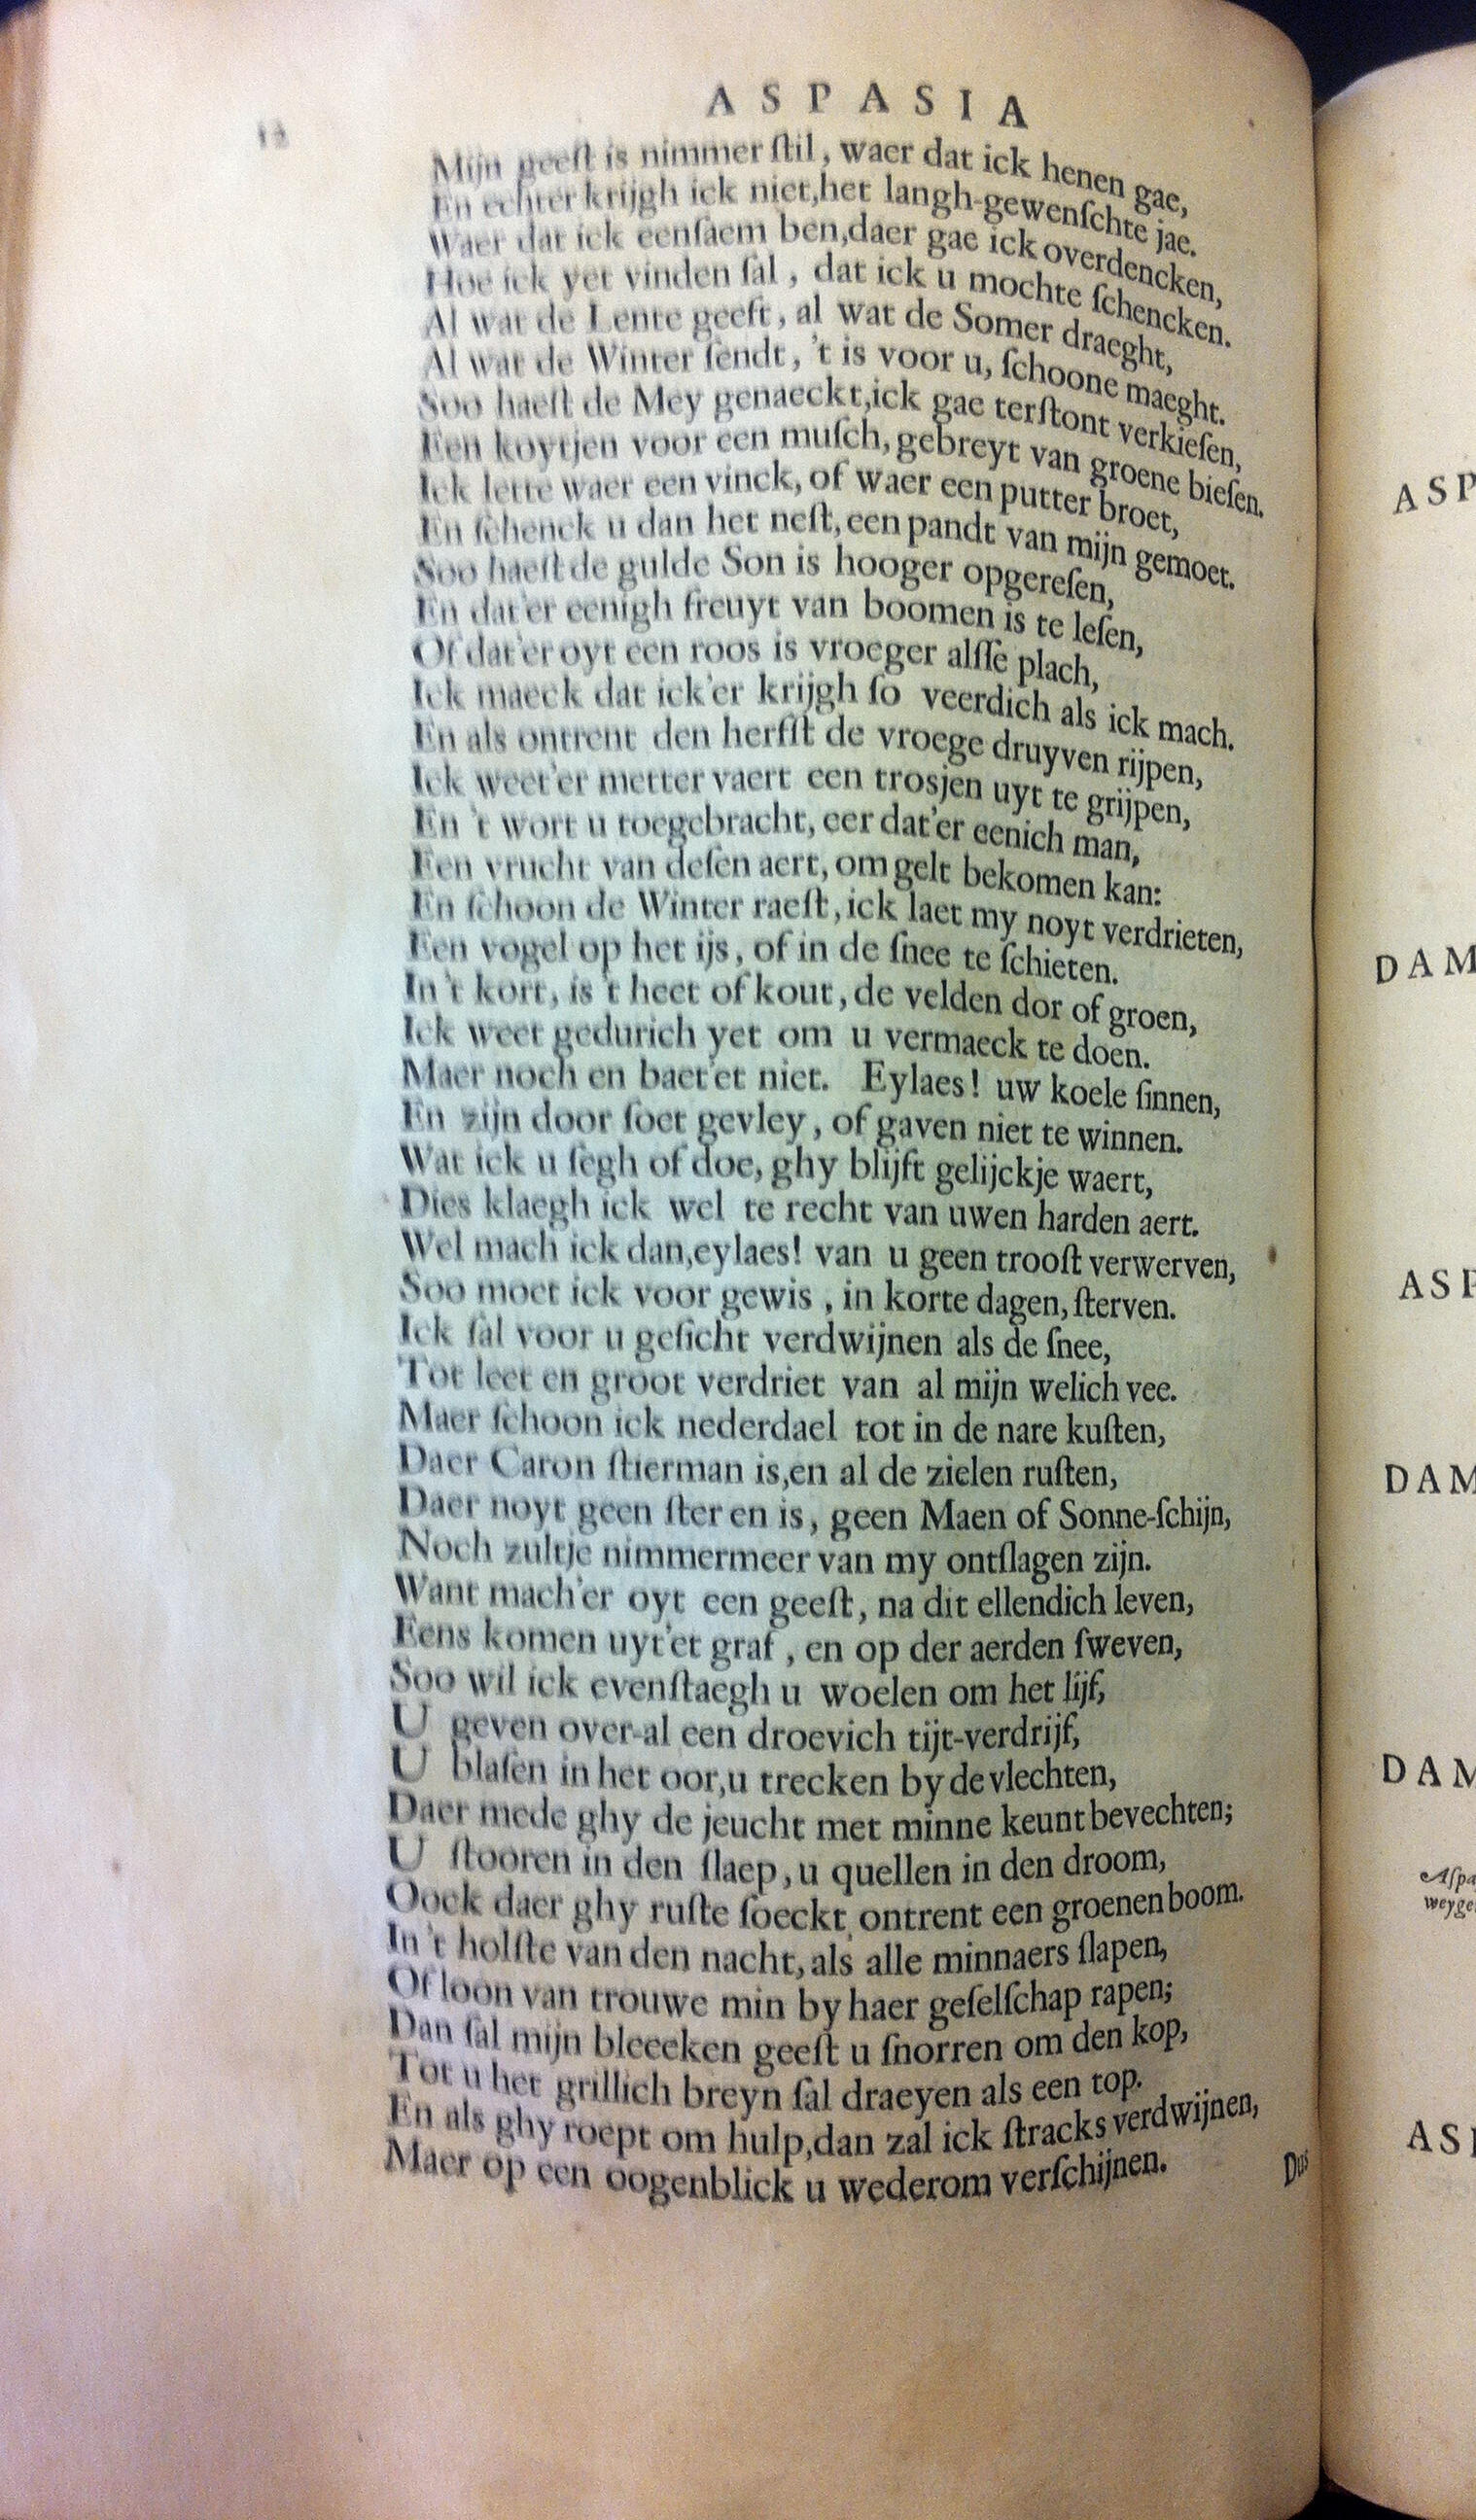 12
ASPASIA
Mijn geeſt is nimmer ſtil, waer dat ick henen gae,
En echter krijgh ick niet, het langh-gewenſchte jae.
Waer dat ick eenſaem ben, daer gae ick overdencken,
Hoe ick yet vinden ſal, dat ick u mochte ſchencken.
Al wat de Lente geeft, al wat de Somer draeght,
Al wat de Winter ſendt, 't is voor u, ſchoone maeght.
Soo haeſt de Mey genaeckt, ick gae terſtont verkieſen,
Een koytjen voor een muſch, gebreyt van groene bieſen.
Ick lette waer een vinck, of waer een putter broet,
En ſchenck u dan het neſt, een pandt van mijn gemoet.
Soo haeſt de gulde Son is hooger opgereſen,
En dat'er eenigh freuyt van boomen is te leſen,
Of dat'er oyt een roos is vroeger alſſe plach,
Ick maeck dat ick'er krijgh ſo veerdich als ick mach.
En als ontrent den herfſt de vroege druyven rijpen,
Ick weet'er metter vaert een trosjen uyt te grijpen,
En 't wort u toegebracht, eer dat'er eenich man,
Een vrucht van deſen aert, om gelt bekomen kan:
En ſchoon de Winter raeſt, ick laet my noyt verdrieten,
Een vogel op het ijs, of in de ſnee te ſchieten.
In 't kort, is 't heet of kout, de velden dor of groen,
Ick weet gedurich yet om u vermaeck te doen.
Maer noch en baet'et niet. Eylaes! uw koele ſinnen,
En zijn door ſoet gevley, of gaven niet te winnen.
Wat ick u ſegh of doe, ghy blijft gelijckje waert,
Dies klaegh ick wel te recht van uwen harden aert.
Wel mach ick dan, eylaes! van u geen trooſt verwerven,
Soo moet ick voor gewis, in korte dagen, ſterven.
Ick ſal voor u geſicht verdwijnen als de ſnee,
Tot leet en groot verdriet van al mijn welich vee.
Maer ſchoon ick nederdael tot in de nare kuſten,
Daer Caron ſtierman is, en al de zielen ruſten,
Daer noyt geen ſter en is, geen Maen of Sonne-ſchijn,
Noch zultje nimmermeer van my ontſlagen zijn.
Want mach'er oyt een geeſt, na dit ellendich leven,
Eens komen uyt'et graf, en op der aerden ſweven,
Soo wil ick evenſtaegh u woelen om het lijf,
U geven over-al een droevich tijt-verdrijf,
U blaſen in het oor, u trecken by de vlechten,
Daer mede ghy de jeucht met minne keunt bevechten;
U ſtooren in den ſlaep, u quellen in den droom,
Oock daer ghy ruſte ſoeckt ontrent een groenen boom.
In 't holſte van den nacht, als alle minnaers ſlapen,
Of loon van trouwe min by haer geſelſchap rapen;
Dan ſal mijn bleecken geeſt u ſnorren om den kop,
Tot u het grillich breyn ſal draeyen als een top.
En als ghy roept om hulp, dan zal ick ſtracks verdwijnen,
Maer op een oogenblick u wederom verſchijnen.
Dus
ASP
DAM
ASP
DAM
DAM
Aſpa
weyge
ASP